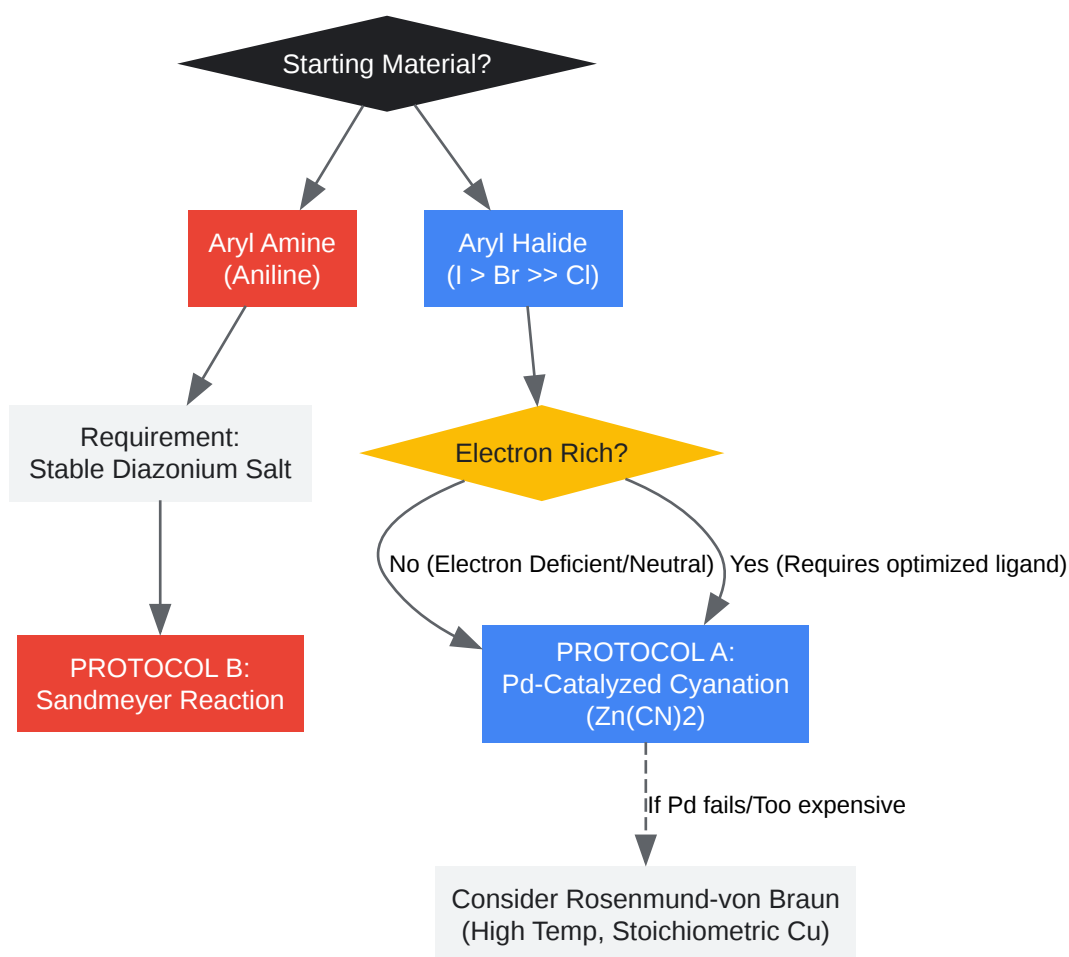 Starting Material?
Aryl Amine
(Aniline)
Aryl Halide
(I > Br >> Cl)
Requirement:
Stable Diazonium Salt
Electron Rich?
No (Electron Deficient/Neutral)
Yes (Requires optimized ligand)
PROTOCOL B:
Sandmeyer Reaction
PROTOCOL A:
Pd-Catalyzed Cyanation
(Zn(CN)2)
If Pd fails/Too expensive
Consider Rosenmund-von Braun
(High Temp, Stoichiometric Cu)